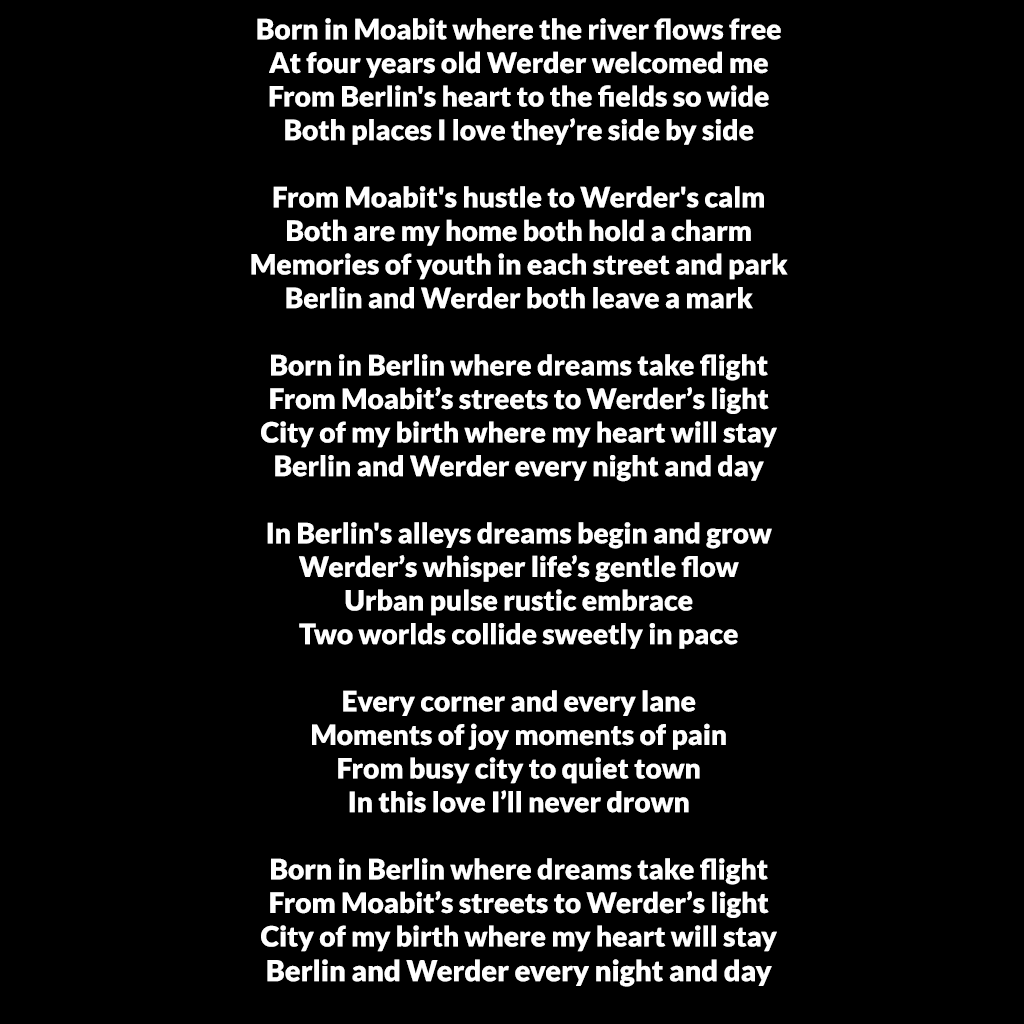 Born in Moabit where the river flows free
At four years old Werder welcomed me
From Berlin's heart to the fields so wide
Both places I love they’re side by side

From Moabit's hustle to Werder's calm
Both are my home both hold a charm
Memories of youth in each street and park
Berlin and Werder both leave a mark

Born in Berlin where dreams take flight
From Moabit’s streets to Werder’s light
City of my birth where my heart will stay
Berlin and Werder every night and day

In Berlin's alleys dreams begin and grow
Werder’s whisper life’s gentle flow
Urban pulse rustic embrace
Two worlds collide sweetly in pace

Every corner and every lane
Moments of joy moments of pain
From busy city to quiet town
In this love I’ll never drown

Born in Berlin where dreams take flight
From Moabit’s streets to Werder’s light
City of my birth where my heart will stay
Berlin and Werder every night and day